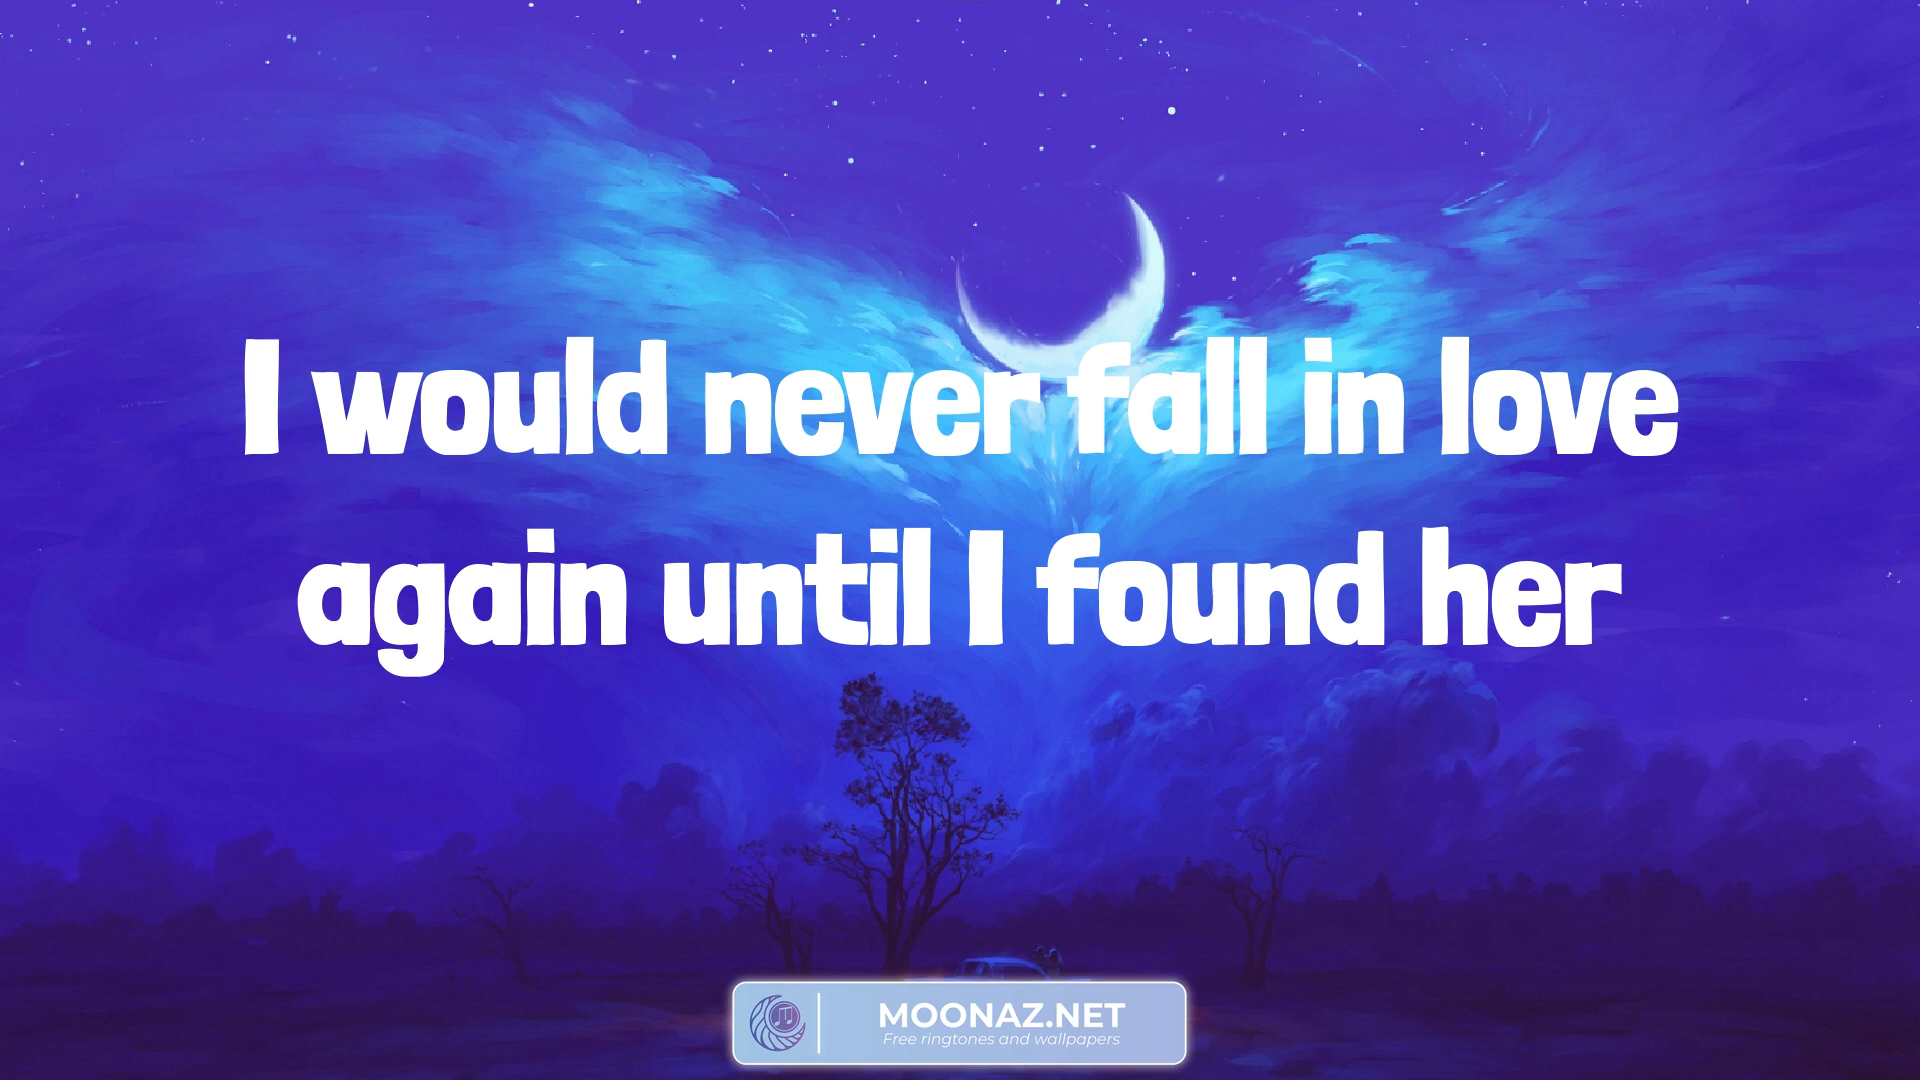 I would never fall in love
again until I found her
MOONAZ.NET
Free ringtones and wallpapers